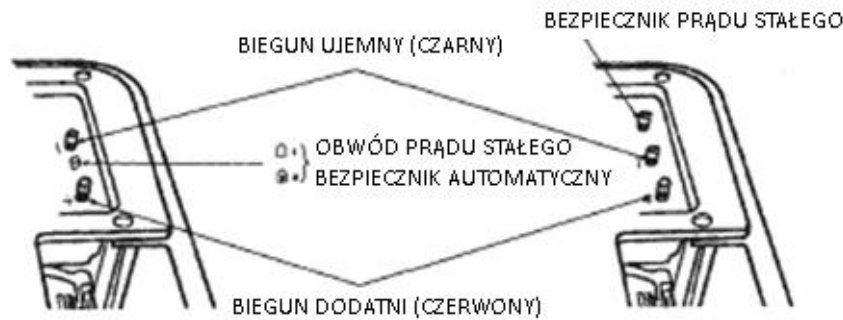 BEZPIECZNIK PRĄDU STAŁEGO
BIEGUN UJEMNY (CZARNY)
OBWÓD PRĄDU STAŁEGO
BEZPIECZNIK AUTOMATYCZNY
BIEGUN DODATNI (CZERWONY)